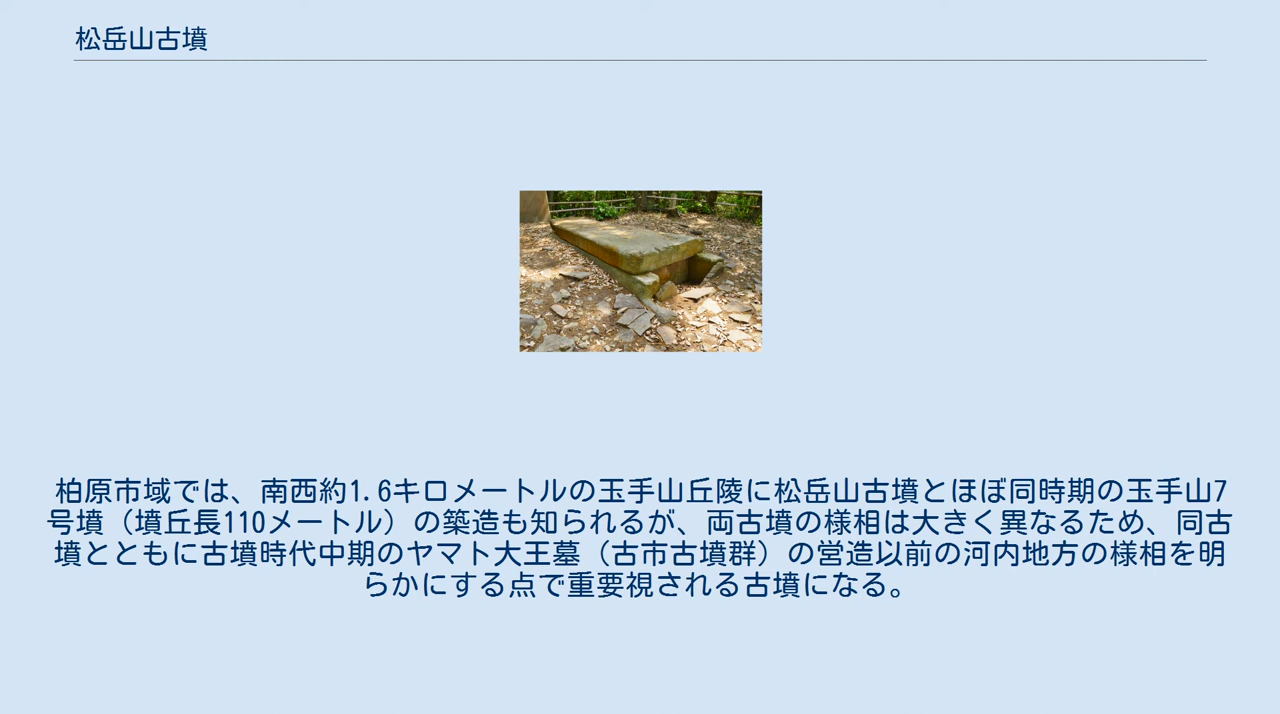 松岳山古墳
柏原市域では、南西約1.6キロメートルの玉手山丘陵に松岳山古墳とほぼ同時期の玉手山7
号墳（墳丘長110メートル）の築造も知られるが、両古墳の様相は大きく異なるため、同古
墳とともに古墳時代中期のヤマト大王墓（古市古墳群）の営造以前の河内地方の様相を明
らかにする点で重要視される古墳になる。